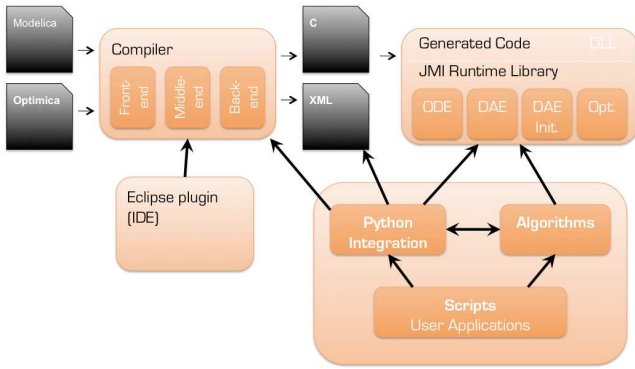 Modelica
Optimica
Compiler
Front-
end
Middle-
end
Back-
end
C
XML
Generated Code
DLL
JMI Runtime Library
ODE
DAE
DAE
Init.
Opt.
Eclipse plugin
(IDE)
Python
Integration
Algorithms
Scripts
User Applications